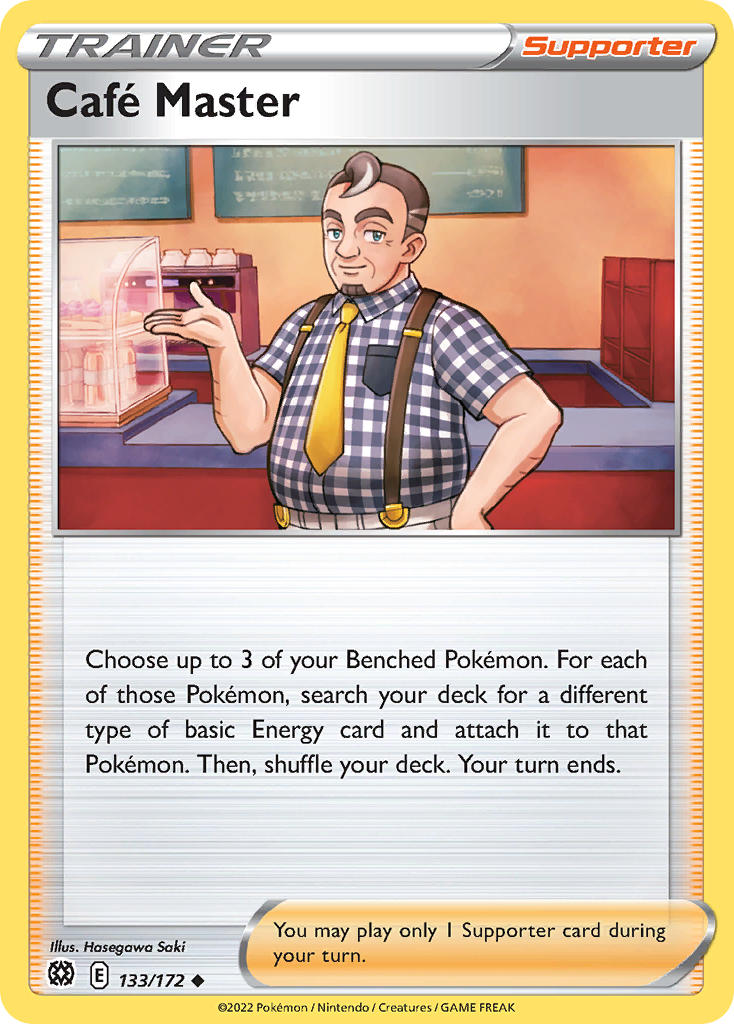 TRAINER
Supporter
Café Master
Choose up to 3 of your Benched Pokémon. For each
of those Pokémon, search your deck for a different
type of basic Energy card and attach it to that
Pokémon. Then, shuffle your deck. Your turn ends.
You may play only 1 Supporter card during
your turn.
Illus. Hasegawa Saki
E 133/172
©2022 Pokémon / Nintendo / Creatures / GAME FREAK